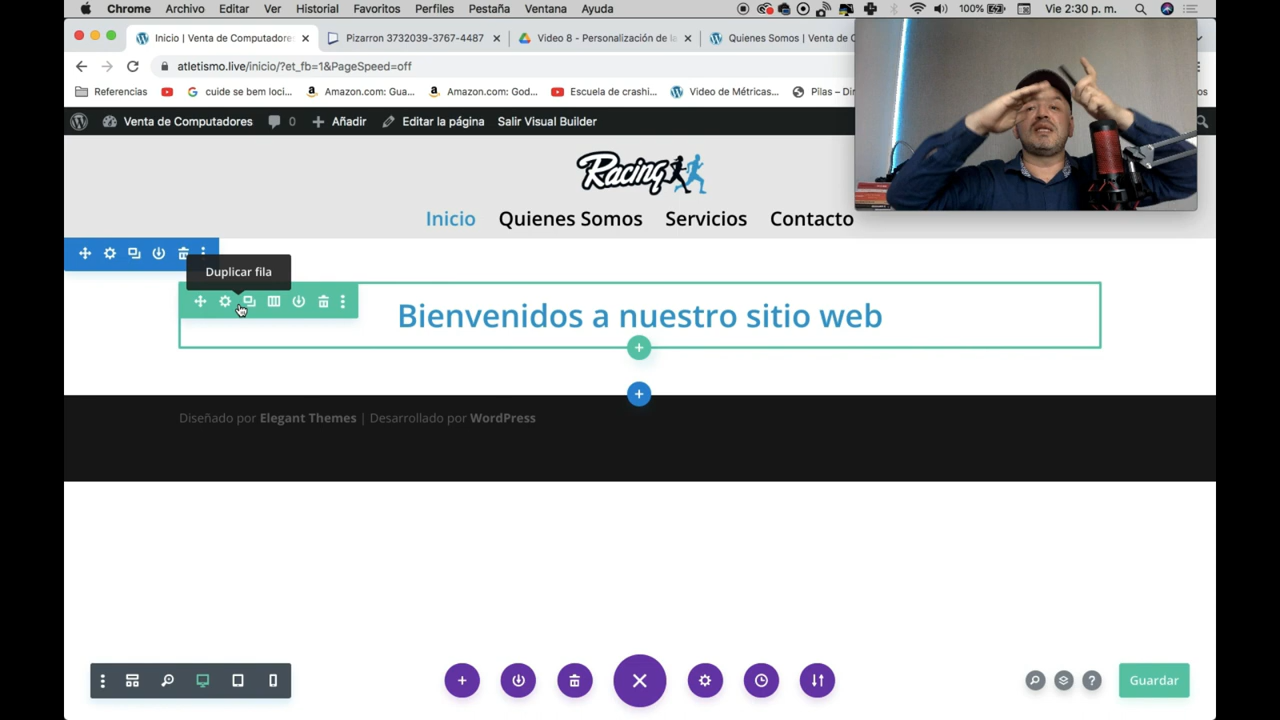 Chrome Archivo Editar Ver Historial Favoritos Perfiles Pestaña Ventana Ayuda 100% Vie 2:30 p. m.
Inicio | Venta de Computadore Pizarron 3732039-3767-4487 Video 8 - Personalización de la Quienes Somos | Venta de C
atletismo.live/inicio/?et_fb=1&PageSpeed=off
Referencias cuide se bem loci... Amazon.com: Gua... Amazon.com: God... Escuela de crashi... Video de Métricas... Pilas – Dir os
Venta de Computadores 0 Añadir Editar la página Salir Visual Builder
Racing
Inicio Quienes Somos Servicios Contacto
Duplicar fila
Bienvenidos a nuestro sitio web
Diseñado por Elegant Themes | Desarrollado por WordPress
Guardar